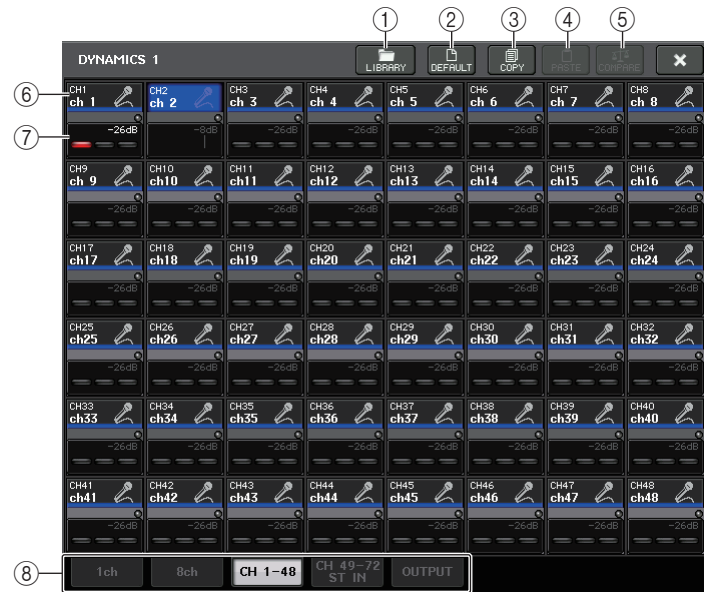 ① ② ③ ④ ⑤
DYNAMICS 1 LIBRARY DEFAULT COPY PASTE COMPARE
⑥
CH1 CH2 CH3 CH4 CH5 CH6 CH7 CH8
ch 1 ch 2 ch 3 ch 4 ch 5 ch 6 ch 7 ch 8
⑦
-26dB -8dB -26dB -26dB -26dB -26dB -26dB -26dB
CH9 CH10 CH11 CH12 CH13 CH14 CH15 CH16
ch 9 ch10 ch11 ch12 ch13 ch14 ch15 ch16
-26dB -26dB -26dB -26dB -26dB -26dB -26dB -26dB
CH17 CH18 CH19 CH20 CH21 CH22 CH23 CH24
ch17 ch18 ch19 ch20 ch21 ch22 ch23 ch24
-26dB -26dB -26dB -26dB -26dB -26dB -26dB -26dB
CH25 CH26 CH27 CH28 CH29 CH30 CH31 CH32
ch25 ch26 ch27 ch28 ch29 ch30 ch31 ch32
-26dB -26dB -26dB -26dB -26dB -26dB -26dB -26dB
CH33 CH34 CH35 CH36 CH37 CH38 CH39 CH40
ch33 ch34 ch35 ch36 ch37 ch38 ch39 ch40
-26dB -26dB -26dB -26dB -26dB -26dB -26dB -26dB
CH41 CH42 CH43 CH44 CH45 CH46 CH47 CH48
ch41 ch42 ch43 ch44 ch45 ch46 ch47 ch48
-26dB -26dB -26dB -26dB -26dB -26dB -26dB -26dB
⑧
1ch 8ch CH 1-48 CH 49-72 OUTPUT
ST IN